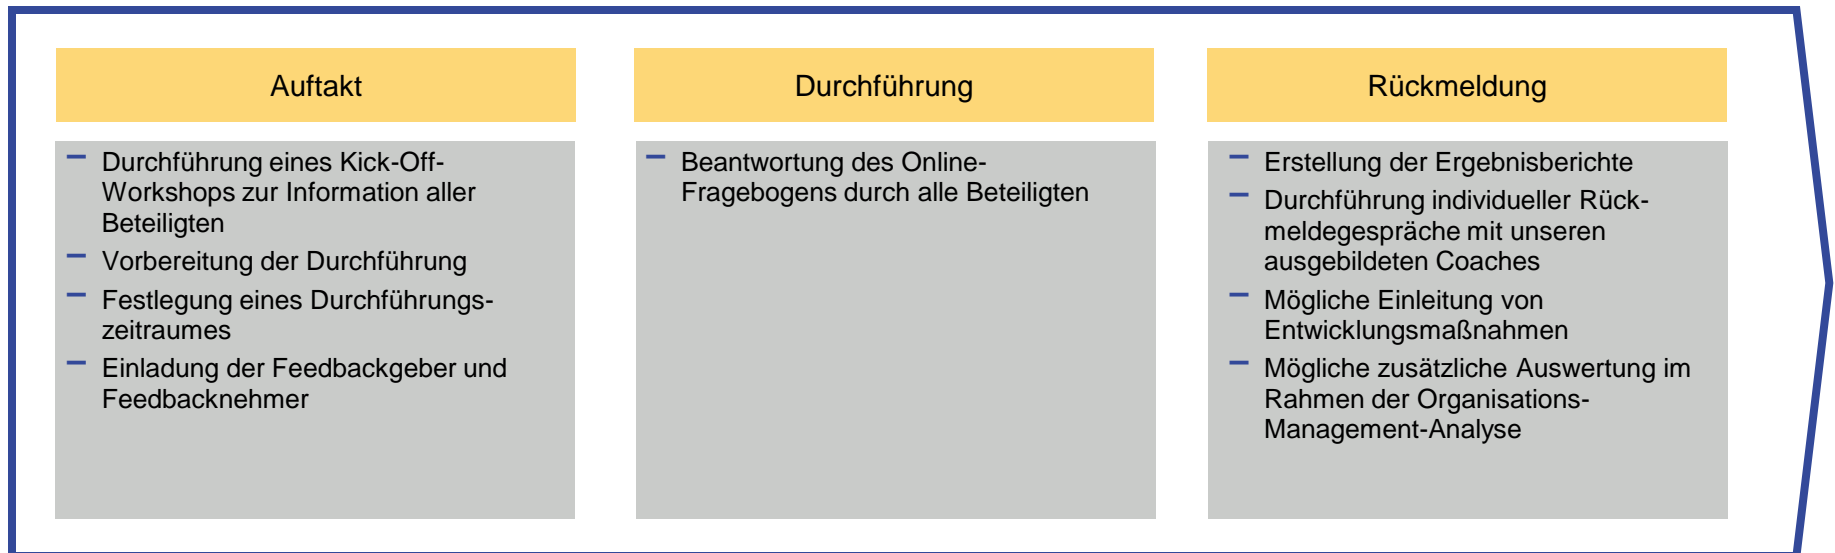 Auftakt
– Durchführung eines Kick-Off-
Workshops zur Information aller
Beteiligten
– Vorbereitung der Durchführung
– Festlegung eines Durchführungs-
zeitraumes
– Einladung der Feedbackgeber und
Feedbacknehmer
Durchführung
– Beantwortung des Online-
Fragebogens durch alle Beteiligten
Rückmeldung
– Erstellung der Ergebnisberichte
– Durchführung individueller Rück-
meldegespräche mit unseren
ausgebildeten Coaches
– Mögliche Einleitung von
Entwicklungsmaßnahmen
– Mögliche zusätzliche Auswertung im
Rahmen der Organisations-
Management-Analyse